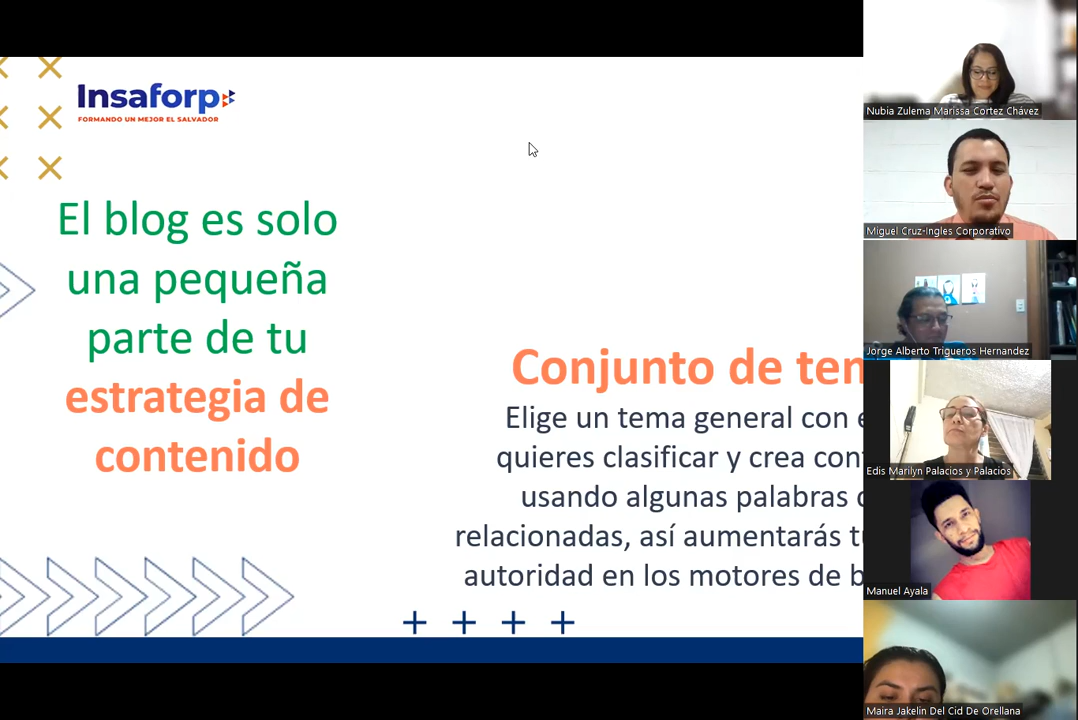 Insaforp
FORMANDO UN MEJOR EL SALVADOR
El blog es solo
una pequeña
parte de tu
estrategia de
contenido
Conjunto de
Elige un tema general con
quieres clasificar y crea
usando algunas palabras
relacionadas, así aumentarás
autoridad en los motores de
Nubia Zulema Marissa Cortez Chávez
Miguel Cruz-Ingles Corporativo
Jorge Alberto Trigueros Hernandez
Edis Marilyn Palacios y Palacios
Manuel Ayala
Maira Jakelin Del Cid De Orellana